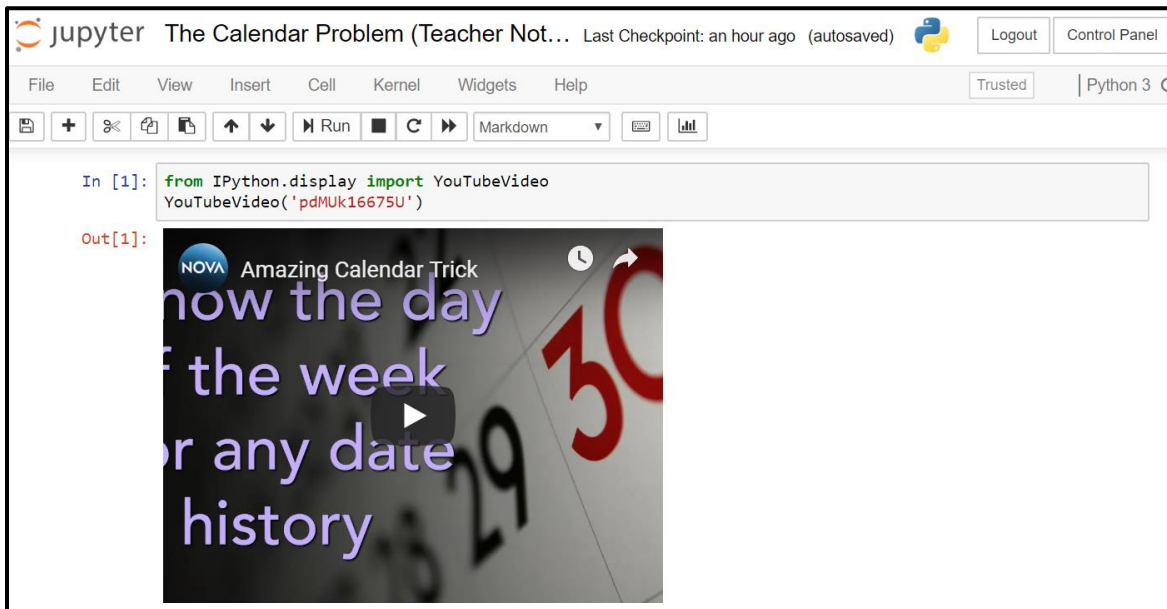 jupyter The Calendar Problem (Teacher Not... Last Checkpoint: an hour ago (autosaved) Logout Control Panel
File Edit View Insert Cell Kernel Widgets Help Trusted Python 3
Run Markdown
In [1]: from IPython.display import YouTubeVideo
YouTubeVideo('pdMUk16675U')
Out[1]:
NOVA Amazing Calendar Trick
now the day
f the week
or any date
history
30
29